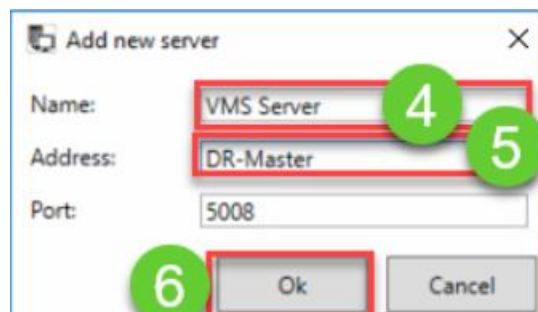 Add new server
Name: VMS Server 4
Address: DR-Master 5
Port: 5008
6 Ok Cancel